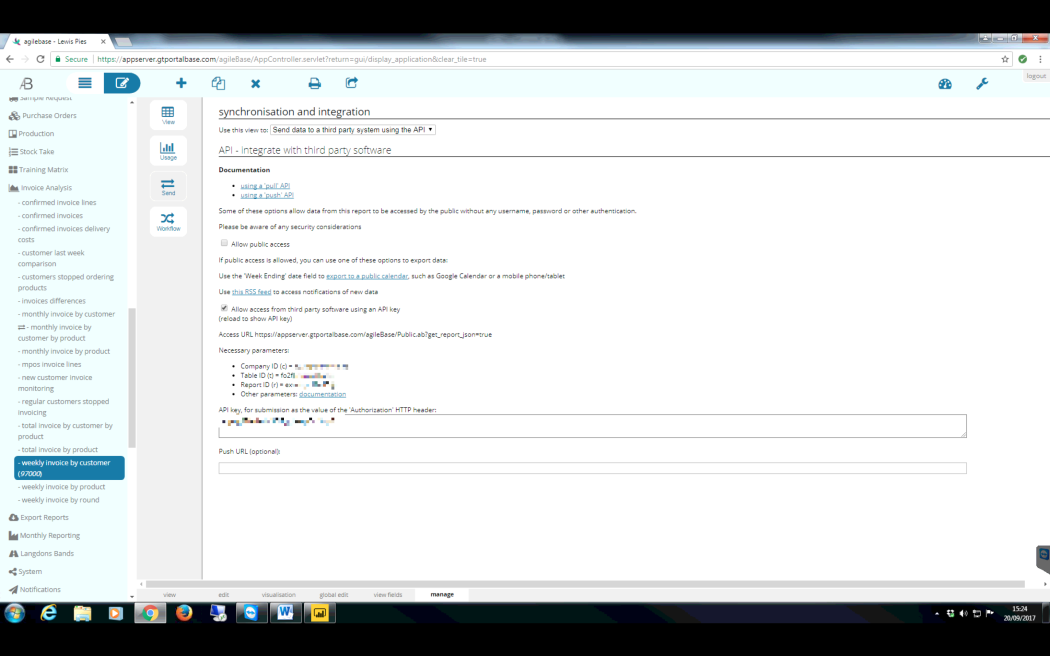 agilebase - Lewis Pies
Secure
https://appserver.gtportalbase.com/agileBase/AppController.servlet?return=gui/display_application&clear_tile=true
logout
Sample Request
Purchase Orders
Production
Stock Take
Training Matrix
Invoice Analysis
- confirmed invoice lines
- confirmed invoices
- confirmed invoices delivery
costs
- customer last week
comparison
- customers stopped ordering
products
- invoices differences
- monthly invoice by customer
- monthly invoice by
customer by product
- monthly invoice by product
- mpos invoice lines
- new customer invoice
monitoring
- regular customers stopped
invoicing
- total invoice by customer by
product
- total invoice by product
- weekly invoice by customer
(97000)
- weekly invoice by product
- weekly invoice by round
Export Reports
Monthly Reporting
Langdons Bands
System
Notifications
View
Usage
Send
Workflow
synchronisation and integration
Use this view to: Send data to a third party system using the API
API - integrate with third party software
Documentation
using a 'pull' API
using a 'push' API
Some of these options allow data from this report to be accessed by the public without any username, password or other authentication.
Please be aware of any security considerations
Allow public access
If public access is allowed, you can use one of these options to export data:
Use the 'Week Ending' date field to export to a public calendar, such as Google Calendar or a mobile phone/tablet
Use this RSS feed to access notifications of new data
Allow access from third party software using an API key
(reload to show API key)
Access URL https://appserver.gtportalbase.com/agileBase/Public.ab?get_report_json=true
Necessary parameters:
Company ID (c) =
Table ID (t) =
Report ID (r) =
Other parameters: documentation
API key, for submission as the value of the 'Authorization' HTTP header:
Push URL (optional):
view
edit
visualisation
global edit
view fields
manage
15:24
20/09/2017